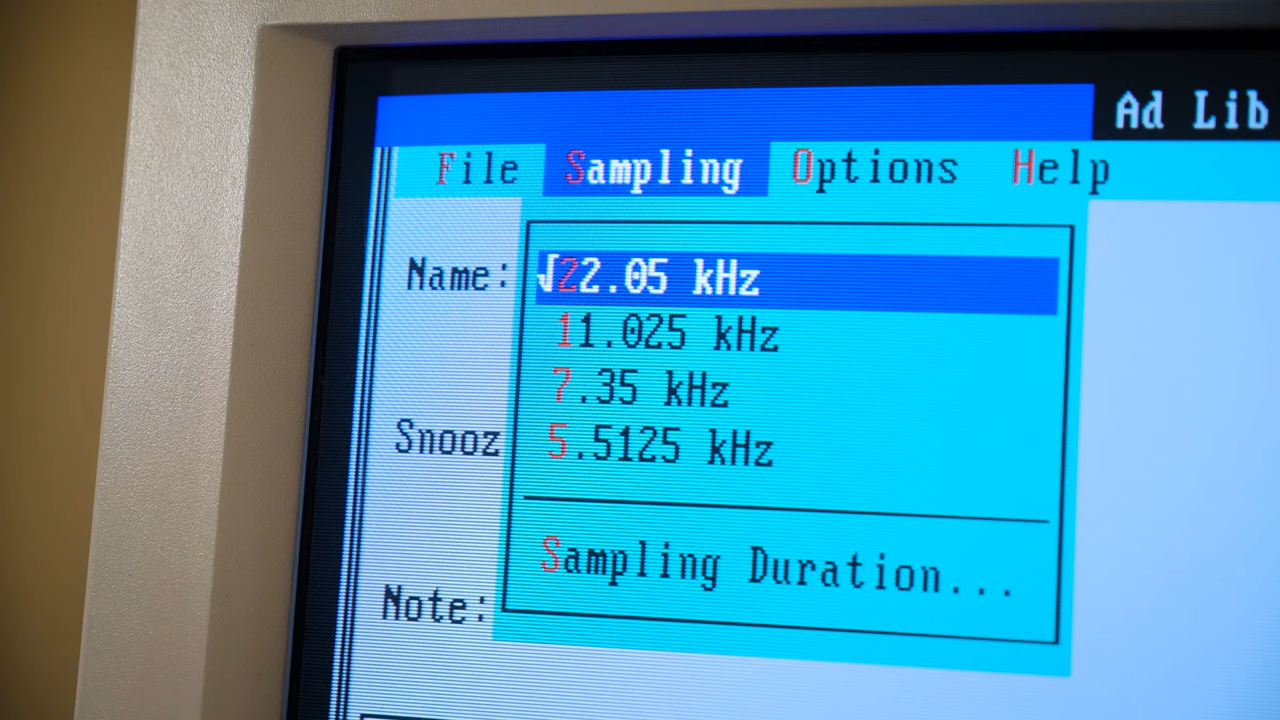 Ad Lib
File Sampling Options Help
Name:
√22.05 kHz
11.025 kHz
7.35 kHz
5.5125 kHz
Snooz
Sampling Duration...
Note: